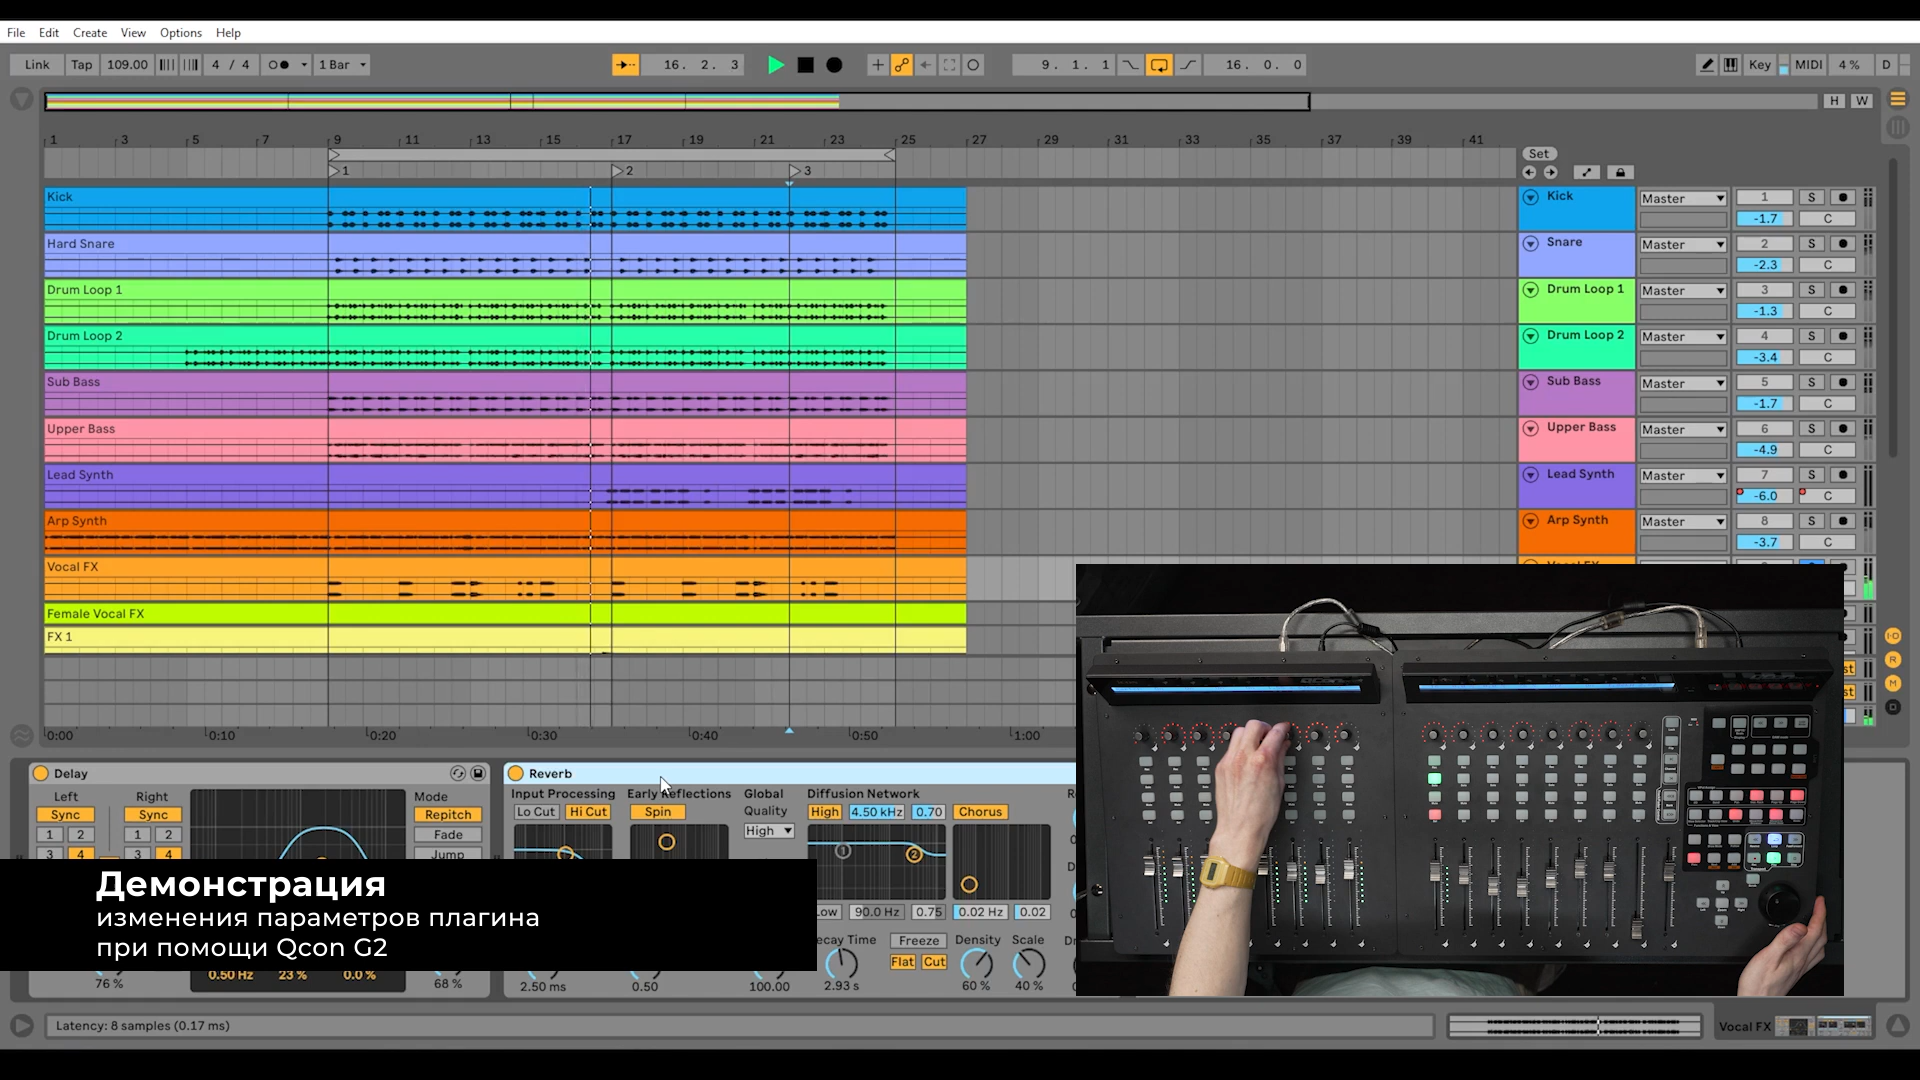 File Edit Create View Options Help
Link Tap 109.00 4 / 4 1 Bar 16. 2. 3 9. 1. 1 16. 0. 0 Key MIDI 4 % D
H W
1 3 5 7 9 11 13 15 17 19 21 23 25 27 29 31 33 35 37 39 41
Set
1 2 3
Kick Kick Master 1 S
-1.7 C
Hard Snare Snare Master 2 S
-2.3 C
Drum Loop 1 Drum Loop 1 Master 3 S
-1.3 C
Drum Loop 2 Drum Loop 2 Master 4 S
-3.4 C
Sub Bass Sub Bass Master 5 S
-1.7 C
Upper Bass Upper Bass Master 6 S
-4.9 C
Lead Synth Lead Synth Master 7 S
-6.0 C
Arp Synth Arp Synth Master 8 S
-3.7 C
Vocal FX
Female Vocal FX
FX 1
R
M
0:00 0:10 0:20 0:30 0:40 0:50 1:00
Delay Reverb
Left Right Mode Input Processing Early Reflections Global Diffusion Network
Sync Sync Repitch Lo Cut Hi Cut Spin Quality High 4.50 kHz 0.70 Chorus
1 2 1 2 Fade High
3 4 3 4 Jump
Демонстрация
изменения параметров плагина
при помощи Qcon G2
90.0 Hz 0.75 0.02 Hz 0.02
Freeze Density Scale
Flat Cut
0.50 Hz 23 % 0.0 %
76 % 68 % 2.50 ms 0.50 100.00 2.93 s 60 % 40 %
Latency: 8 samples (0.17 ms) Vocal FX